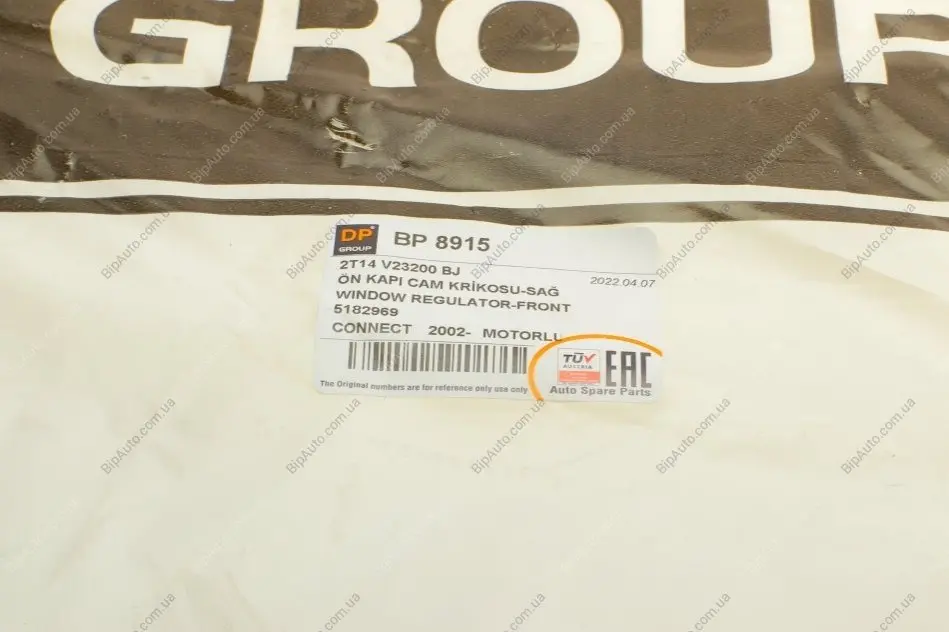 GROUP
DP
GROUP
BP 8915
2T14 V23200 BJ
2022.04.07
ÖN KAPI CAM KRİKOSU-SAĞ
WINDOW REGULATOR-FRONT
5182969
CONNECT 2002- MOTORLU
TÜV
AUSTRIA
EAC
The Original numbers are for reference only use only
Auto Spare Parts
BipAuto.com.ua